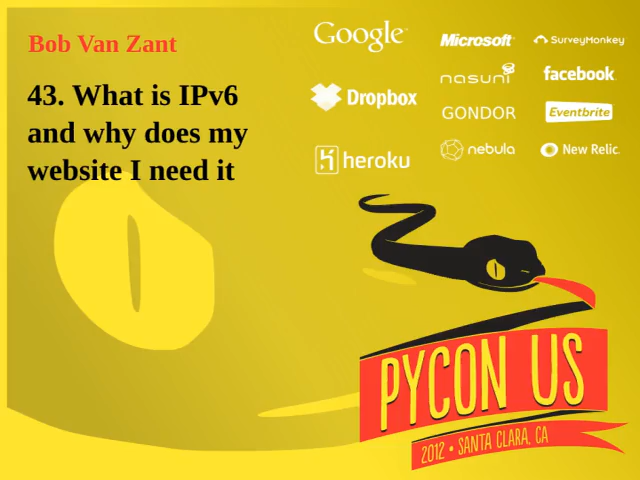 Bob Van Zant
43. What is IPv6
and why does my
website I need it
Google
Microsoft
SurveyMonkey
Dropbox
nasuni
facebook
GONDOR
Eventbrite
heroku
nebula
New Relic.
PYCON US
2012 • SANTA CLARA, CA